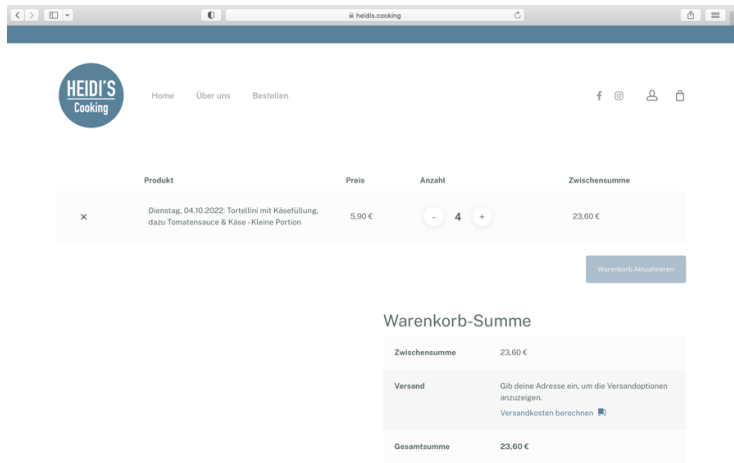 heidis.cooking
HEIDI'S
Cooking
Home Über uns Bestellen
Produkt Preis Anzahl Zwischensumme
Dienstag, 04.10.2022: Tortellini mit Käsefüllung,
dazu Tomatensauce & Käse - Kleine Portion
5,90 € - 4 + 23,60 €
Warenkorb Aktualisieren
Warenkorb-Summe
Zwischensumme 23,60 €
Versand Gib deine Adresse ein, um die Versandoptionen
anzuzeigen.
Versandkosten berechnen
Gesamtsumme 23,60 €